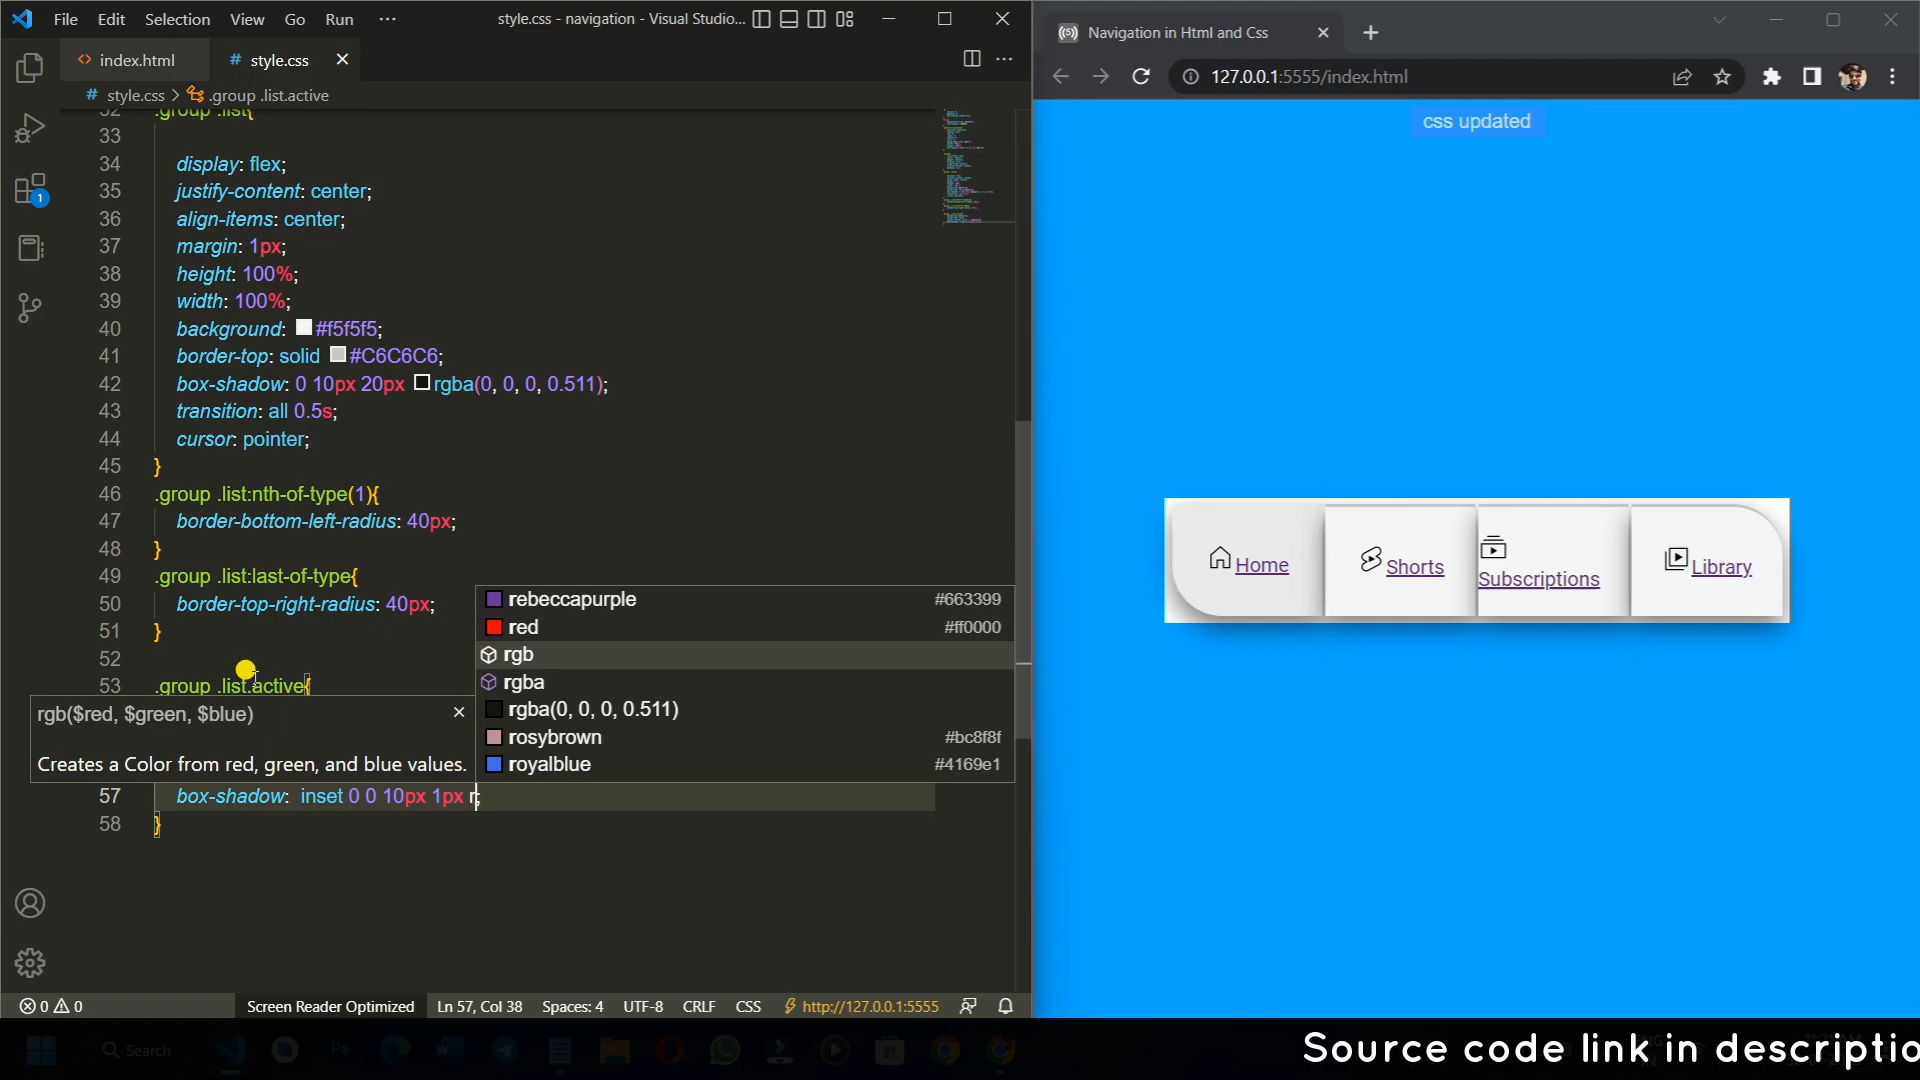 File Edit Selection View Go Run ··· style.css - navigation - Visual Studio...
index.html
style.css
style.css > .group .list.active
32 .group .list{
33
34 display: flex;
35 justify-content: center;
36 align-items: center;
37 margin: 1px;
38 height: 100%;
39 width: 100%;
40 background: #f5f5f5;
41 border-top: solid #C6C6C6;
42 box-shadow: 0 10px 20px rgba(0, 0, 0, 0.511);
43 transition: all 0.5s;
44 cursor: pointer;
45 }
46 .group .list:nth-of-type(1){
47 border-bottom-left-radius: 40px;
48 }
49 .group .list:last-of-type{
50 border-top-right-radius: 40px;
51 }
52
53 .group .list.active{
rebeccapurple #663399
red #ff0000
rgb
rgba
rgba(0, 0, 0, 0.511)
rosybrown #bc8f8f
royalblue #4169e1
rgb($red, $green, $blue)
Creates a Color from red, green, and blue values.
57 box-shadow: inset 0 0 10px 1px r;
58 }
1
0 0 Screen Reader Optimized Ln 57, Col 38 Spaces: 4 UTF-8 CRLF CSS http://127.0.0.1:5555
Navigation in Html and Css
127.0.0.1:5555/index.html
css updated
Home
Shorts
Subscriptions
Library
Search
Source code link in descriptio